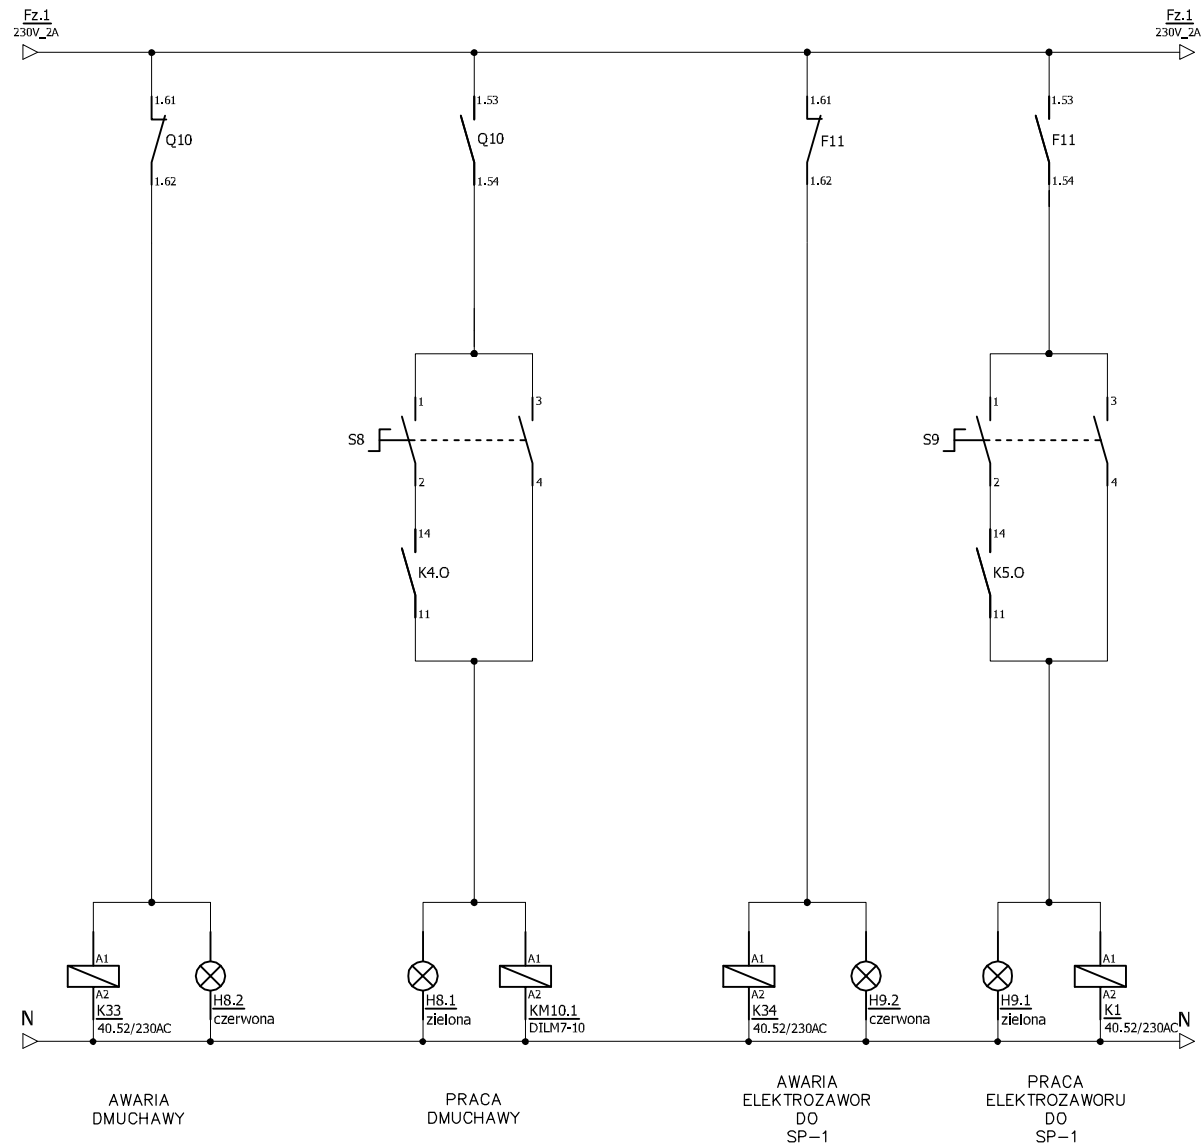 Fz.1
230V_2A
Fz.1
230V_2A
1.61
Q10
1.62
1.53
Q10
1.54
1.61
F11
1.62
1.53
F11
1.54
1
3
S8
2
4
14
K4.O
11
1
3
S9
2
4
14
K5.O
11
A1
A2
K33
40.52/230AC
H8.2
czerwona
H8.1
zielona
A1
A2
KM10.1
DILM7-10
A1
A2
K34
40.52/230AC
H9.2
czerwona
H9.1
zielona
A1
A2
K1
40.52/230AC
N
N
AWARIA
DMUCHAWY
PRACA
DMUCHAWY
AWARIA
ELEKTROZAWOR
DO
SP-1
PRACA
ELEKTROZAWORU
DO
SP-1